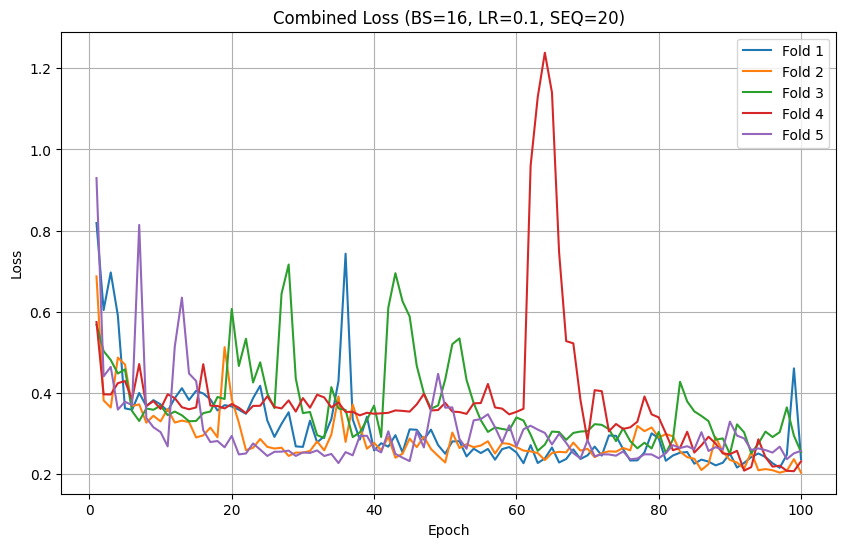 Combined Loss (BS=16, LR=0.1, SEQ=20)
Fold 1
Fold 2
Fold 3
Fold 4
Fold 5
Loss
1.2
1.0
0.8
0.6
0.4
0.2
0 20 40 60 80 100
Epoch